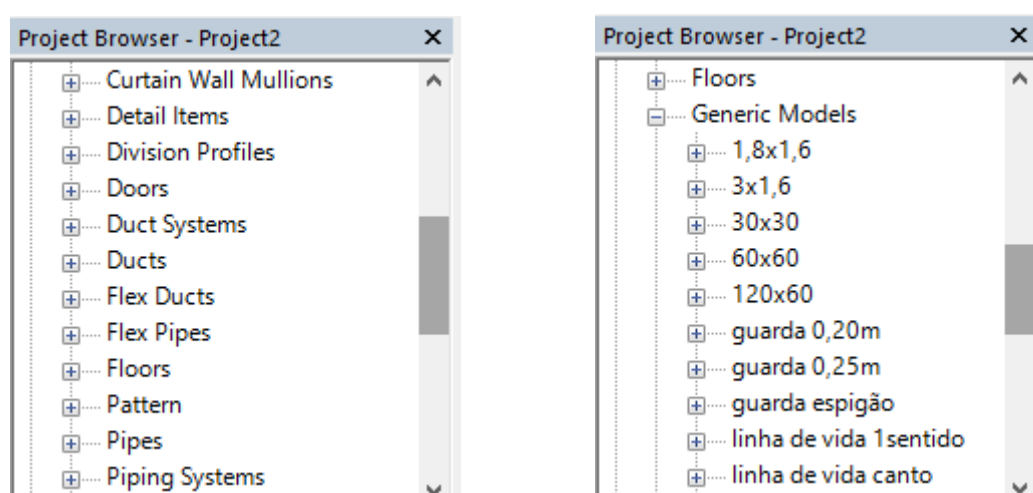 Project Browser - Project2
Curtain Wall Mullions
Detail Items
Division Profiles
Doors
Duct Systems
Ducts
Flex Ducts
Flex Pipes
Floors
Pattern
Pipes
Piping Systems
Project Browser - Project2
Floors
Generic Models
1,8x1,6
3x1,6
30x30
60x60
120x60
guarda 0,20m
guarda 0,25m
guarda espigão
linha de vida 1sentido
linha de vida canto